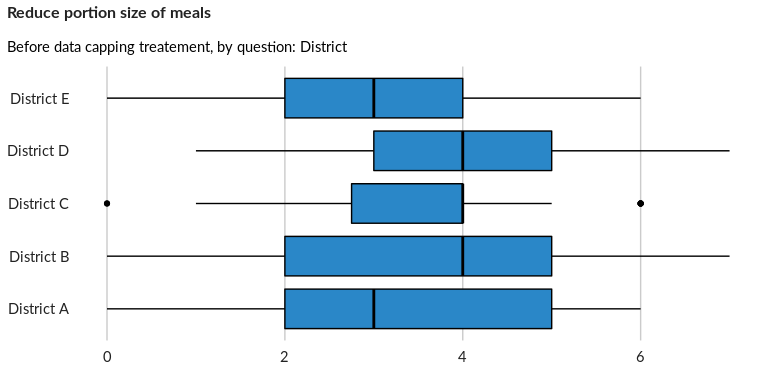 Reduce portion size of meals
Before data capping treatement, by question: District
District E
District D
District C
District B
District A
0 2 4 6